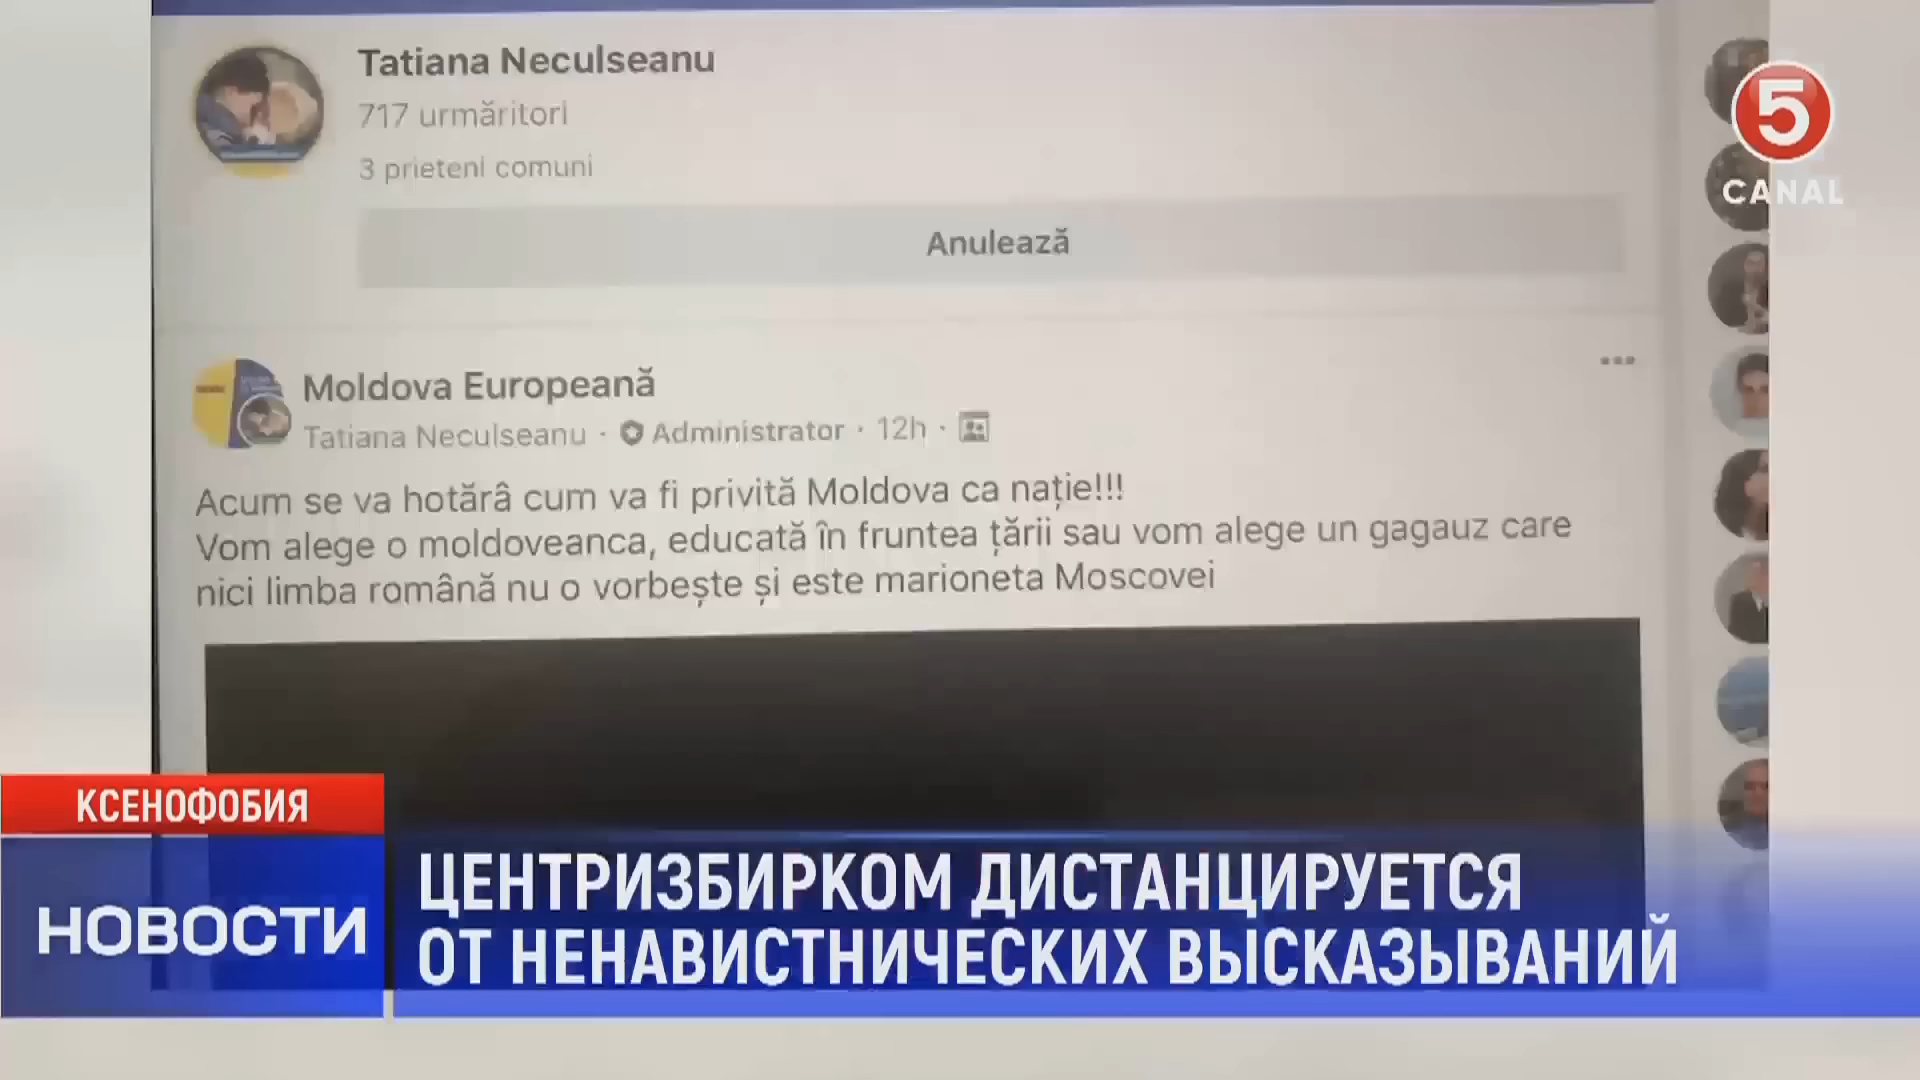 Tatiana Neculseanu
717 urmăritori
3 prieteni comuni
Anulează
5
CANAL
Moldova Europeană
Tatiana Neculseanu · Administrator · 12h ·
Acum se va hotărâ cum va fi privită Moldova ca nație!!!
Vom alege o moldoveanca, educată în fruntea țării sau vom alege un gagauz care
nici limba română nu o vorbește și este marioneta Moscovei
КСЕНОФОБИЯ
НОВОСТИ
ЦЕНТРИЗБИРКОМ ДИСТАНЦИРУЕТСЯ
ОТ НЕНАВИСТНИЧЕСКИХ ВЫСКАЗЫВАНИЙ